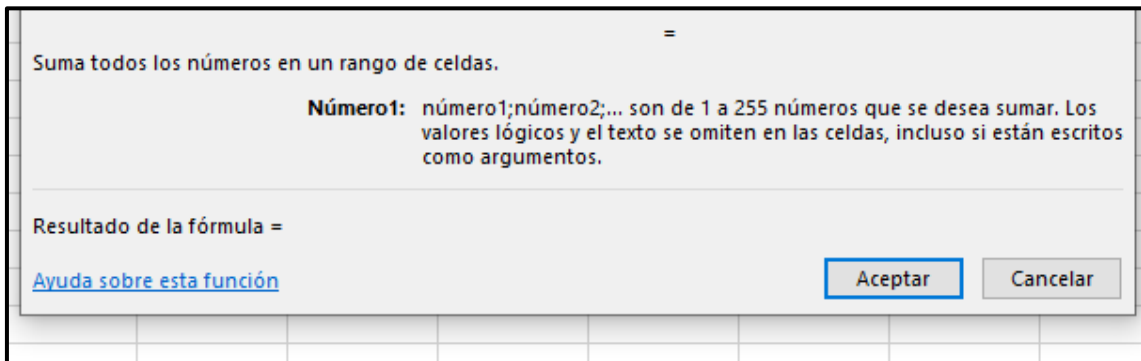 =
Suma todos los números en un rango de celdas.
Número1: número1;número2;... son de 1 a 255 números que se desea sumar. Los
valores lógicos y el texto se omiten en las celdas, incluso si están escritos
como argumentos.
Resultado de la fórmula =
Ayuda sobre esta función
Aceptar
Cancelar